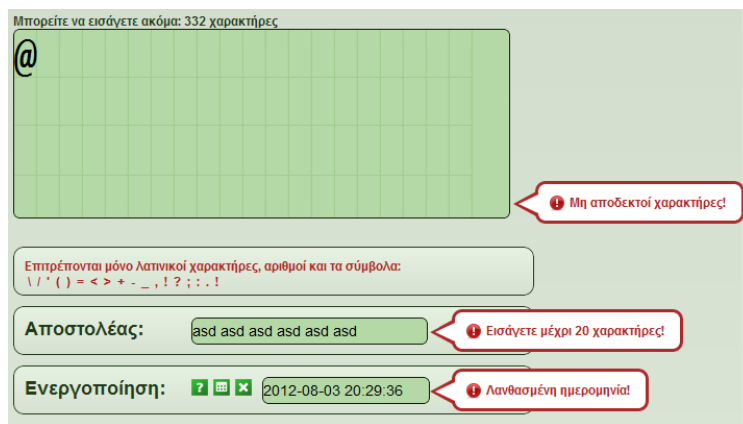 Μπορείτε να εισάγετε ακόμα: 332 χαρακτήρες
@
Μη αποδεκτοί χαρακτήρες!
Επιτρέπονται μόνο Λατινικοί χαρακτήρες, αριθμοί και τα σύμβολα:
\ / ' ( ) = < > + - _ , ! ? ; : . !
Αποστολέας: asd asd asd asd asd asd Εισάγετε μέχρι 20 χαρακτήρες!
Ενεργοποίηση: ? 2012-08-03 20:29:36 Λανθασμένη ημερομηνία!